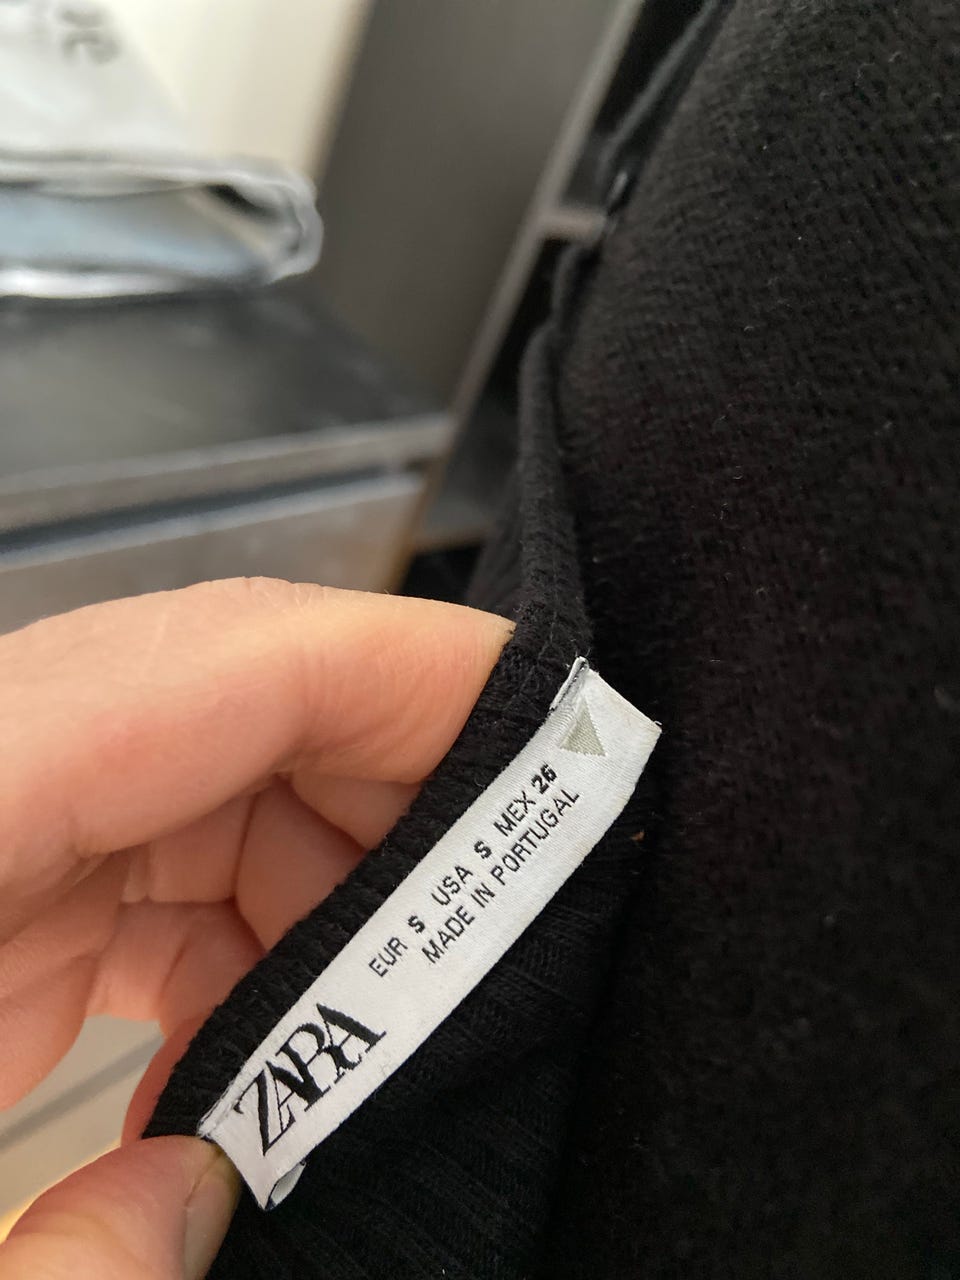 ZARA
EUR S USA S MEX 26
MADE IN PORTUGAL